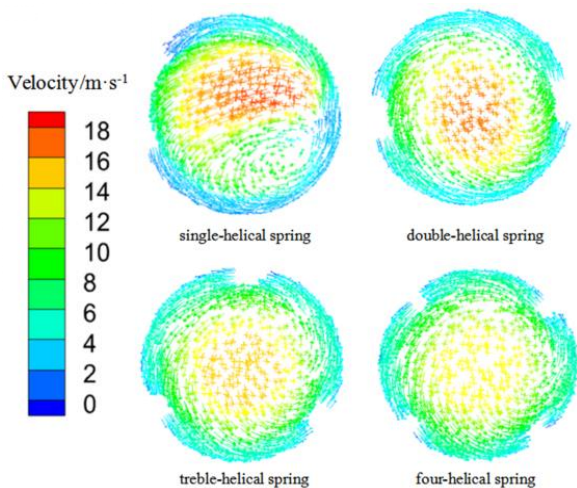 Velocity/m·s⁻¹
18
16
14
12
10
8
6
4
2
0
single-helical spring
double-helical spring
treble-helical spring
four-helical spring